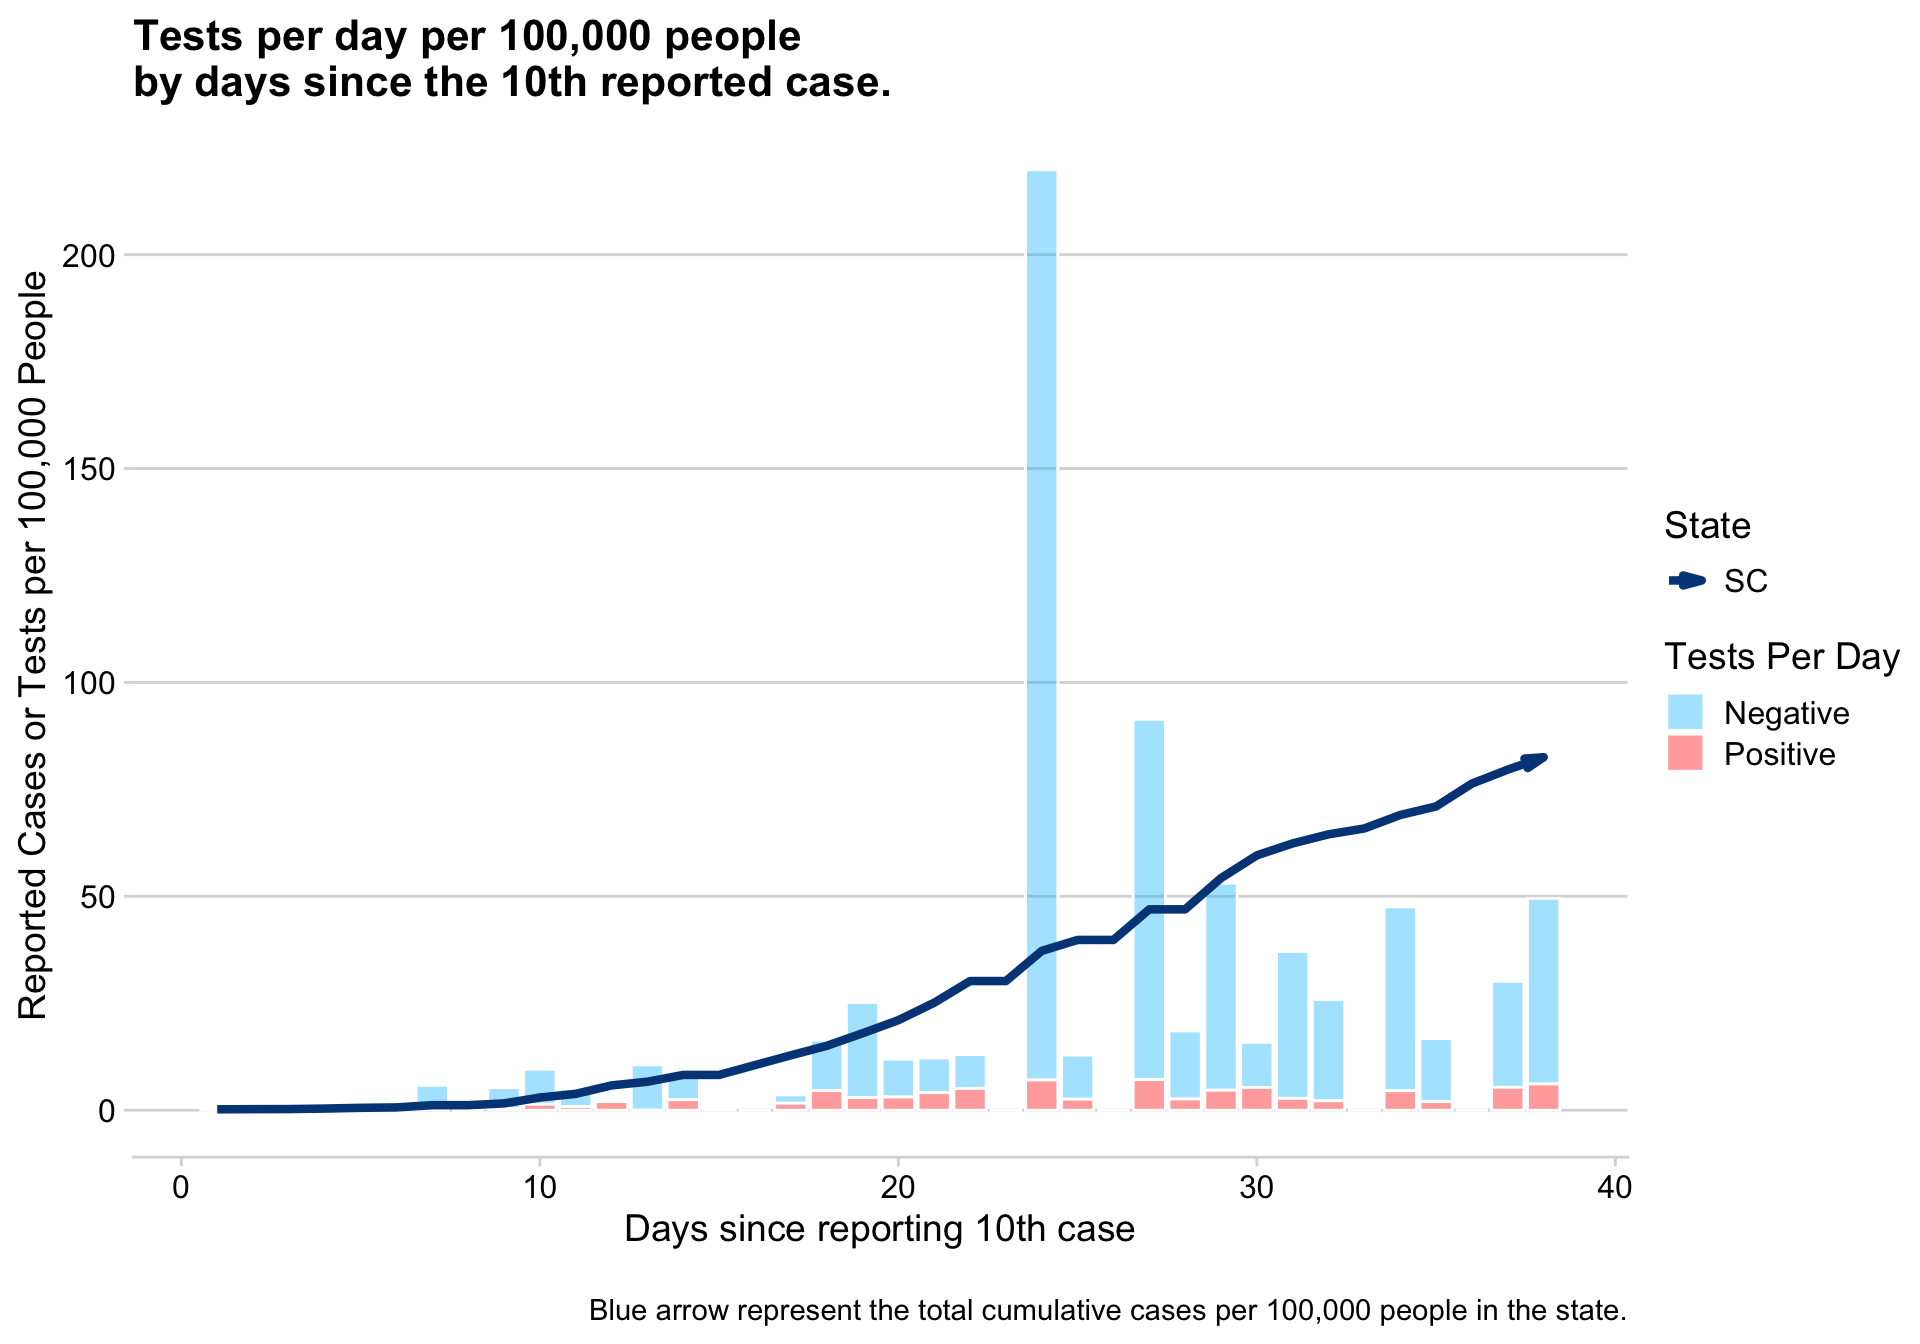 Tests per day per 100,000 people
by days since the 10th reported case.
Reported Cases or Tests per 100,000 People
200
150
100
50
0
0
10
20
30
40
Days since reporting 10th case
State
SC
Tests Per Day
Negative
Positive
Blue arrow represent the total cumulative cases per 100,000 people in the state.